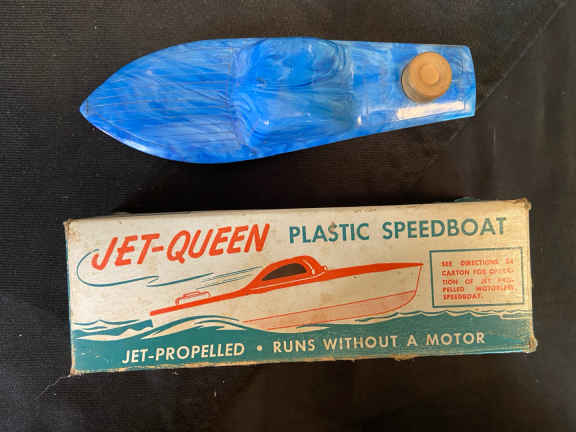 JET-QUEEN PLASTIC SPEEDBOAT
SEE DIRECTIONS IN
CARTON FOR OPERA-
TION OF JET PRO-
PELLED MOTORLESS
SPEEDBOAT.
JET-PROPELLED • RUNS WITHOUT A MOTOR